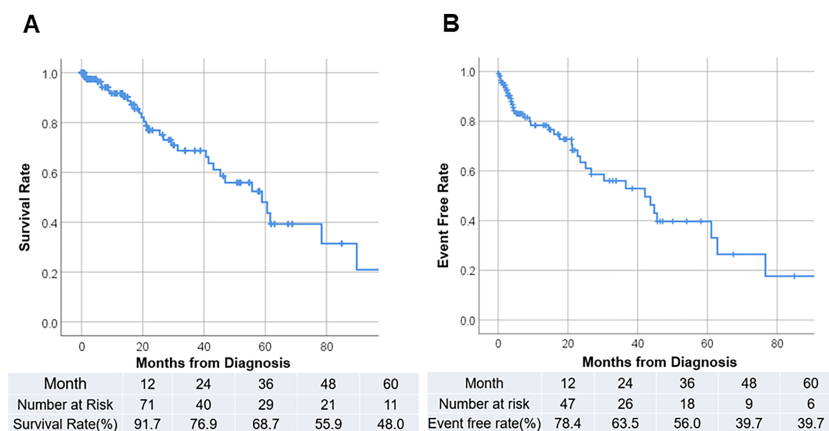 A
1.0
0.8
0.6
0.4
0.2
0.0
Survival Rate
0 20 40 60 80
Months from Diagnosis
Month 12 24 36 48 60
Number at Risk 71 40 29 21 11
Survival Rate(%) 91.7 76.9 68.7 55.9 48.0
B
1.0
0.8
0.6
0.4
0.2
0.0
Event Free Rate
0 20 40 60 80
Months from Diagnosis
Month 12 24 36 48 60
Number at risk 47 26 18 9 6
Event free rate(%) 78.4 63.5 56.0 39.7 39.7